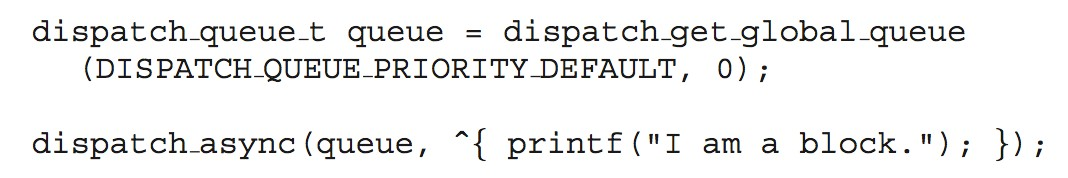 dispatch_queue_t queue = dispatch_get_global_queue
(DISPATCH_QUEUE_PRIORITY_DEFAULT, 0);
dispatch_async(queue, ^{ printf("I am a block."); });